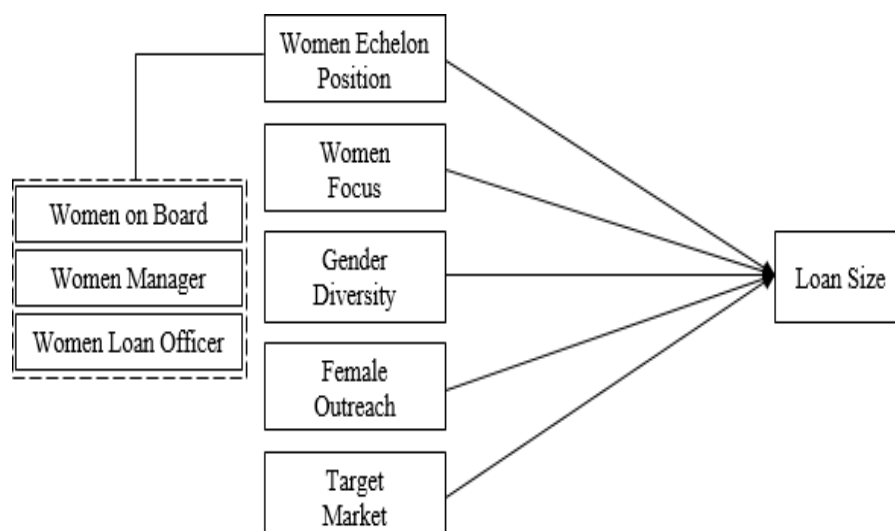 Women Echelon
Position
Women
Focus
Women on Board
Women Manager
Women Loan Officer
Gender
Diversity
Loan Size
Female
Outreach
Target
Market